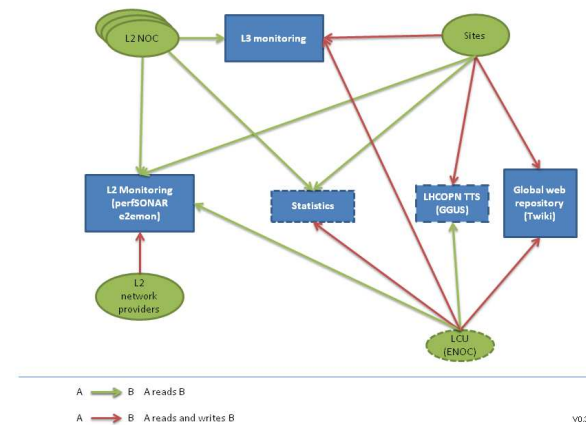 L2 NOC
L3 monitoring
Sites
L2 Monitoring
(perfSONAR
e2emon)
Statistics
LHCOPN TTS
(GGUS)
Global web
repository
(Twiki)
L2
network
providers
LCU
(ENOC)
A B A reads B
A B A reads and writes B